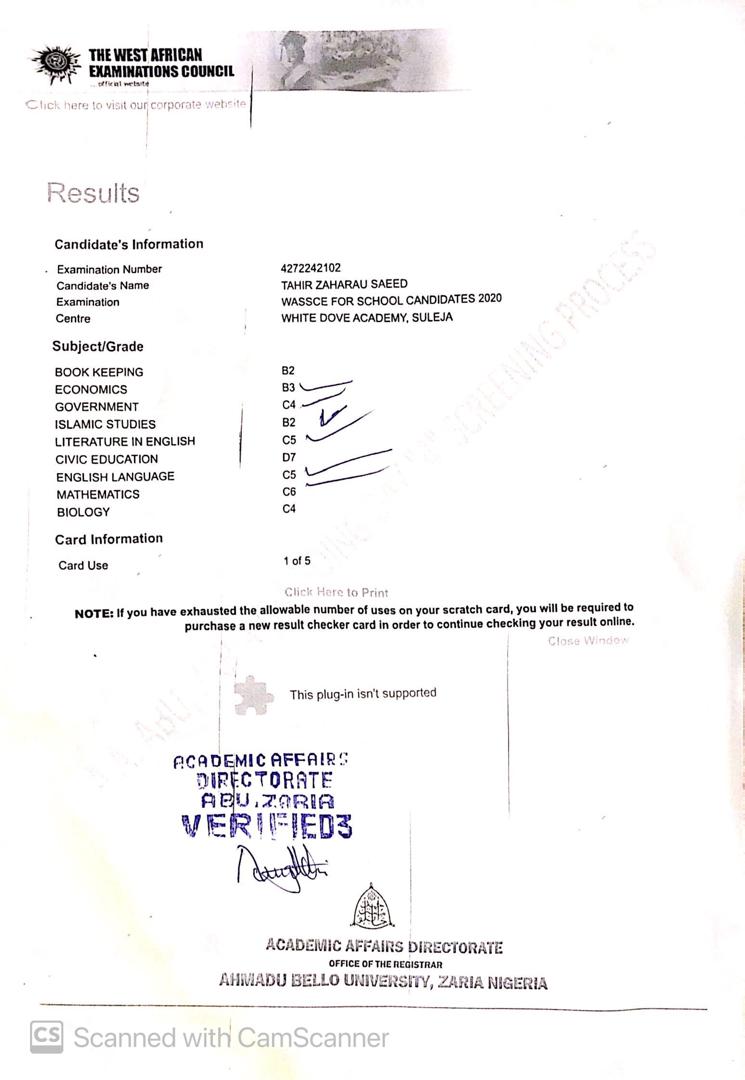 THE WEST AFRICAN
EXAMINATIONS COUNCIL
... official website
Click here to visit our corporate website
Results
Candidate's Information
Examination Number 4272242102
Candidate's Name TAHIR ZAHARAU SAEED
Examination WASSCE FOR SCHOOL CANDIDATES 2020
Centre WHITE DOVE ACADEMY, SULEJA
Subject/Grade
BOOK KEEPING B2
ECONOMICS B3
GOVERNMENT C4
ISLAMIC STUDIES B2
LITERATURE IN ENGLISH C5
CIVIC EDUCATION D7
ENGLISH LANGUAGE C5
MATHEMATICS C6
BIOLOGY C4
Card Information
Card Use 1 of 5
Click Here to Print
NOTE: If you have exhausted the allowable number of uses on your scratch card, you will be required to
purchase a new result checker card in order to continue checking your result online.
Close Window
SCREENING PROCESS
This plug-in isn't supported
ACADEMIC AFFAIRS
DIRECTORATE
ABU, ZARIA
VERIFIED3
ACADEMIC AFFAIRS DIRECTORATE
OFFICE OF THE REGISTRAR
AHMADU BELLO UNIVERSITY, ZARIA NIGERIA
CS Scanned with CamScanner